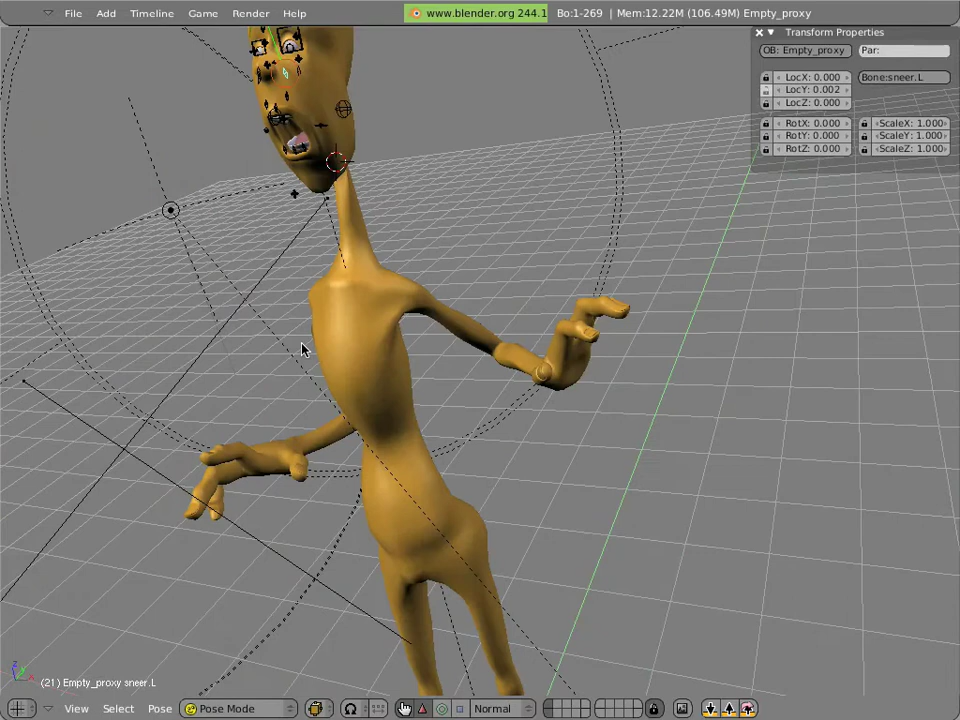 File Add Timeline Game Render Help www.blender.org 244.1 Bo:1-269 | Mem:12.22M (106.49M) Empty_proxy
Transform Properties
OB: Empty_proxy Par:
LocX: 0.000 Bone:sneer.L
LocY: 0.002
LocZ: 0.000
RotX: 0.000 ScaleX: 1.000
RotY: 0.000 ScaleY: 1.000
RotZ: 0.000 ScaleZ: 1.000
(21) Empty_proxy sneer.L
View Select Pose Pose Mode Normal